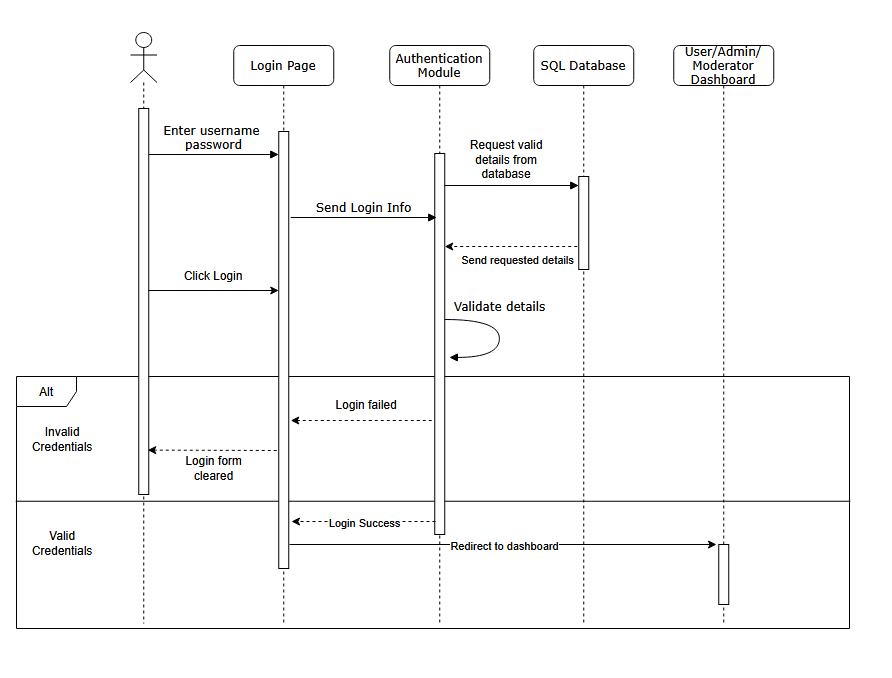 Login Page
Authentication
Module
SQL Database
User/Admin/
Moderator
Dashboard
Enter username
password
Request valid
details from
database
Send Login Info
Send requested details
Click Login
Validate details
Alt
Login failed
Invalid
Credentials
Login form
cleared
Login Success
Valid
Credentials
Redirect to dashboard